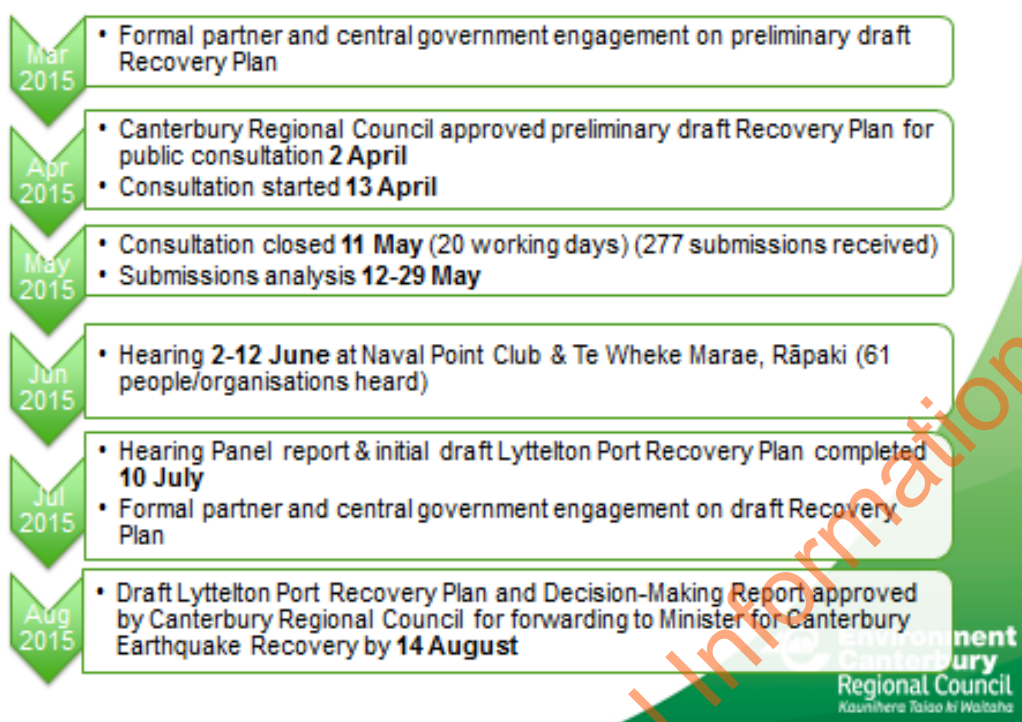 Mar
2015
• Formal partner and central government engagement on preliminary draft
Recovery Plan
Apr
2015
• Canterbury Regional Council approved preliminary draft Recovery Plan for
public consultation 2 April
• Consultation started 13 April
May
2015
• Consultation closed 11 May (20 working days) (277 submissions received)
• Submissions analysis 12-29 May
Jun
2015
• Hearing 2-12 June at Naval Point Club & Te Wheke Marae, Rāpaki (61
people/organisations heard)
Jul
2015
• Hearing Panel report & initial draft Lyttelton Port Recovery Plan completed
10 July
• Formal partner and central government engagement on draft Recovery
Plan
Aug
2015
• Draft Lyttelton Port Recovery Plan and Decision-Making Report approved
by Canterbury Regional Council for forwarding to Minister for Canterbury
Earthquake Recovery by 14 August
Information
Environment
Canterbury
Regional Council
Kaunihera Taiao ki Waitaha